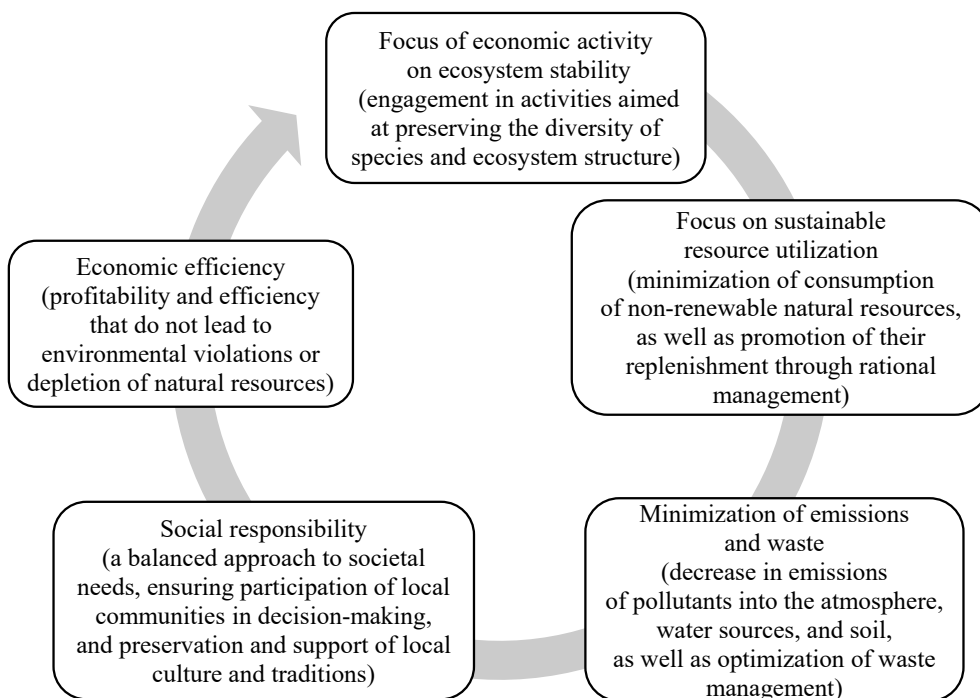 Focus of economic activity
on ecosystem stability
(engagement in activities aimed
at preserving the diversity of
species and ecosystem structure)
Focus on sustainable
resource utilization
(minimization of consumption
of non-renewable natural resources,
as well as promotion of their
replenishment through rational
management)
Minimization of emissions
and waste
(decrease in emissions
of pollutants into the atmosphere,
water sources, and soil,
as well as optimization of waste
management)
Social responsibility
(a balanced approach to societal
needs, ensuring participation of local
communities in decision-making,
and preservation and support of local
culture and traditions)
Economic efficiency
(profitability and efficiency
that do not lead to
environmental violations or
depletion of natural resources)